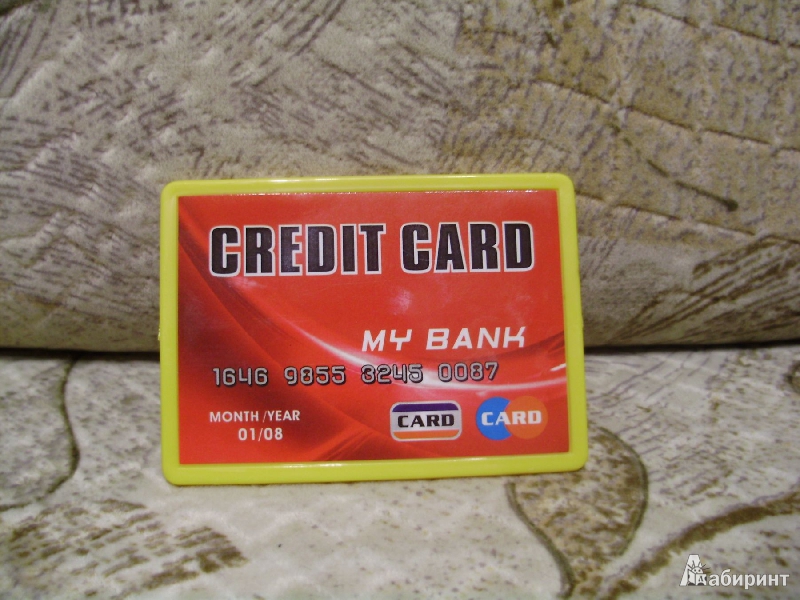 CREDIT CARD
MY BANK
1646 9855 3245 0087
MONTH/YEAR
01/08
CARD
CARD
Лабиринт